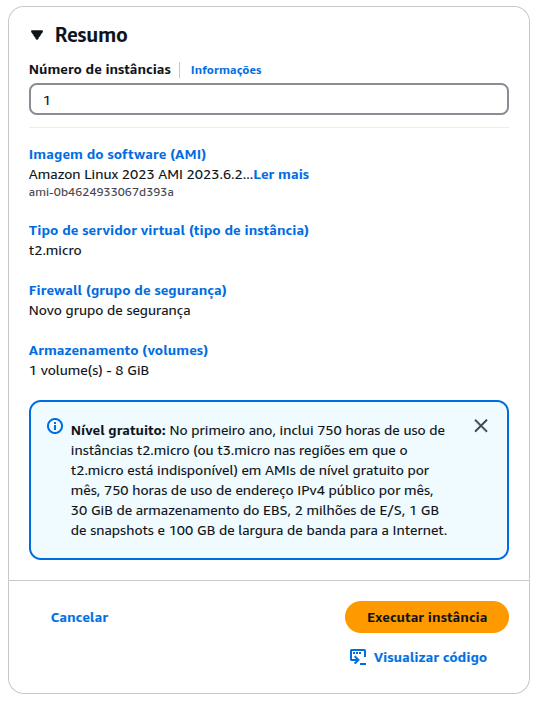 Resumo
Número de instâncias Informações
1
Imagem do software (AMI)
Amazon Linux 2023 AMI 2023.6.2...Ler mais
ami-0b4624933067d393a
Tipo de servidor virtual (tipo de instância)
t2.micro
Firewall (grupo de segurança)
Novo grupo de segurança
Armazenamento (volumes)
1 volume(s) - 8 GiB
Nível gratuito: No primeiro ano, inclui 750 horas de uso de
instâncias t2.micro (ou t3.micro nas regiões em que o
t2.micro está indisponível) em AMIs de nível gratuito por
mês, 750 horas de uso de endereço IPv4 público por mês,
30 GiB de armazenamento do EBS, 2 milhões de E/S, 1 GB
de snapshots e 100 GB de largura de banda para a Internet.
Cancelar
Executar instância
Visualizar código